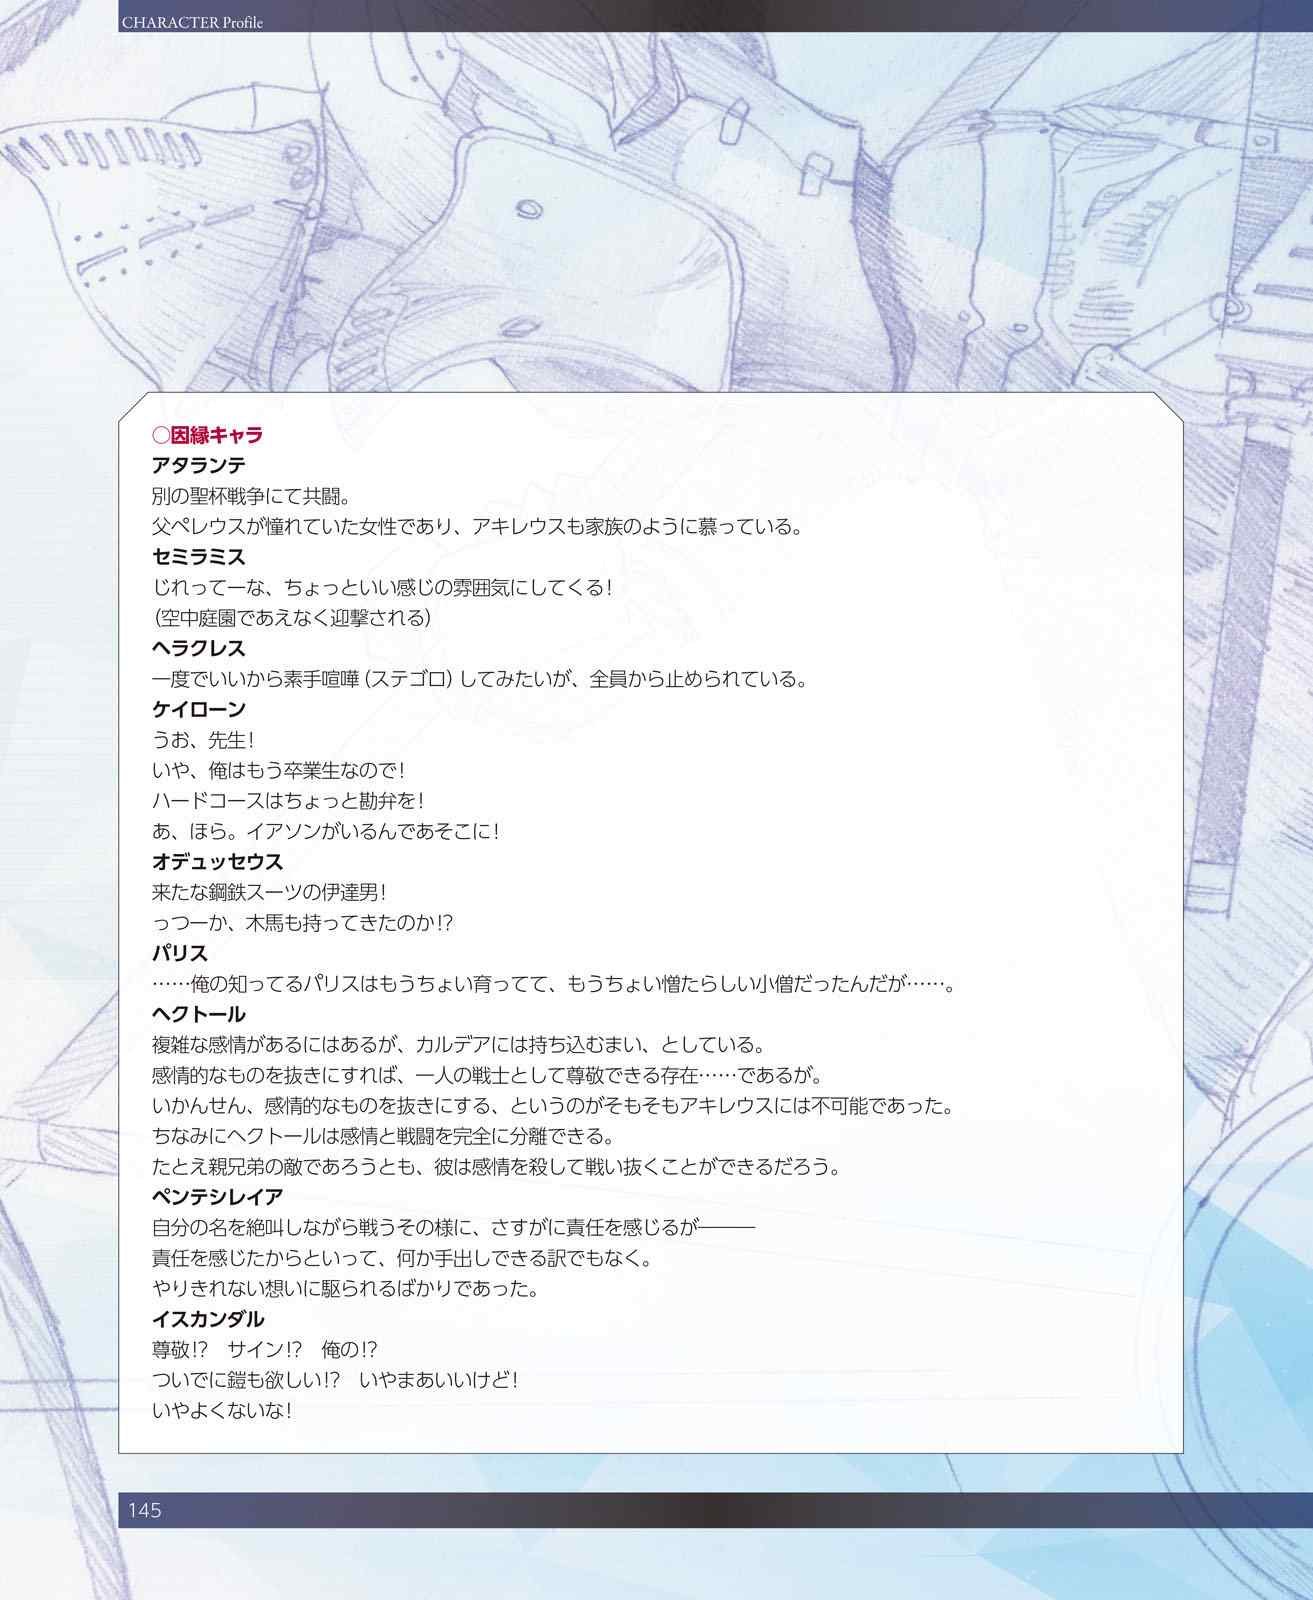 CHARACTER Profile
○因縁キャラ
アタランテ
別の聖杯戦争にて共闘。
父ペレウスが憧れていた女性であり、アキレウスも家族のように慕っている。
セミラミス
じれってーな、ちょっといい感じの雰囲気にしてくる！
（空中庭園であえなく迎撃される）
ヘラクレス
一度でいいから素手喧嘩（ステゴロ）してみたいが、全員から止められている。
ケイローン
うお、先生！
いや、俺はもう卒業生なので！
ハードコースはちょっと勘弁を！
あ、ほら。イアソンがいるんであそこに！
オデュッセウス
来たな鋼鉄スーツの伊達男！
っつーか、木馬も持ってきたのか!?
パリス
……俺の知ってるパリスはもうちょい育ってて、もうちょい憎たらしい小僧だったんだが……。
ヘクトール
複雑な感情があるにはあるが、カルデアには持ち込むまい、としている。
感情的なものを抜きにすれば、一人の戦士として尊敬できる存在……であるが。
いかんせん、感情的なものを抜きにする、というのがそもそもアキレウスには不可能であった。
ちなみにヘクトールは感情と戦闘を完全に分離できる。
たとえ親兄弟の敵であろうとも、彼は感情を殺して戦い抜くことができるだろう。
ペンテシレイア
自分の名を絶叫しながら戦うその様に、さすがに責任を感じるが―――
責任を感じたからといって、何か手出しできる訳でもなく。
やりきれない想いに駆られるばかりであった。
イスカンダル
尊敬!?　サイン!?　俺の!?
ついでに鎧も欲しい!?　いやまあいいけど！
いやよくないな！
145